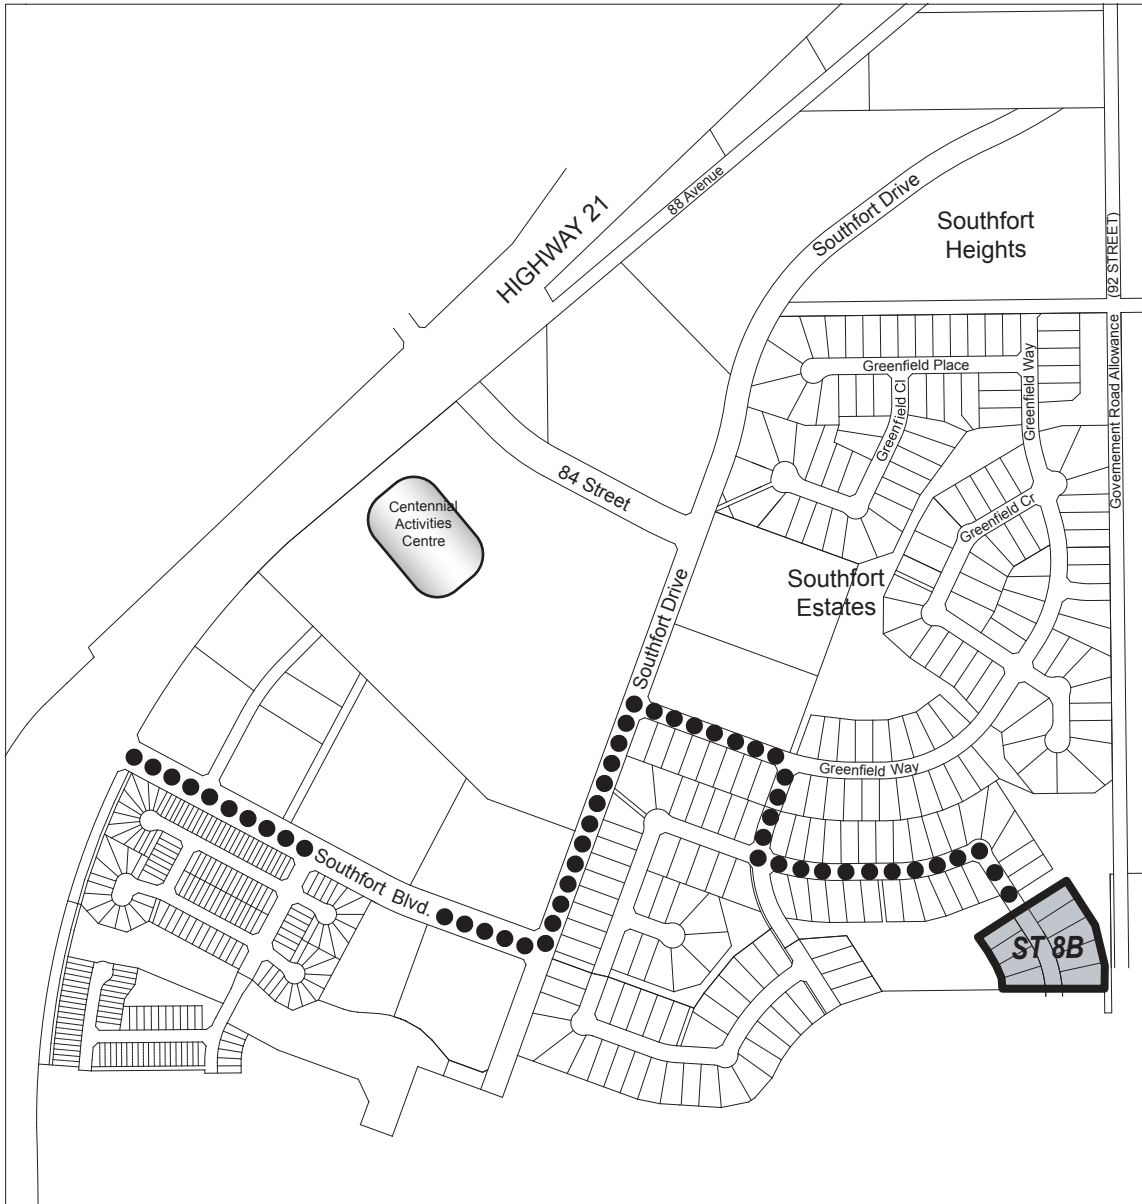 HIGHWAY 21
88 Avenue
Southfort Drive
Southfort
Heights
(92 STREET)
Governement Road Allowance
Greenfield Place
Greenfield Way
Greenfield Cl
84 Street
Centennial
Activities
Centre
Greenfield Cr
Southfort
Estates
Southfort Drive
Greenfield Way
Southfort Blvd.
ST 8B